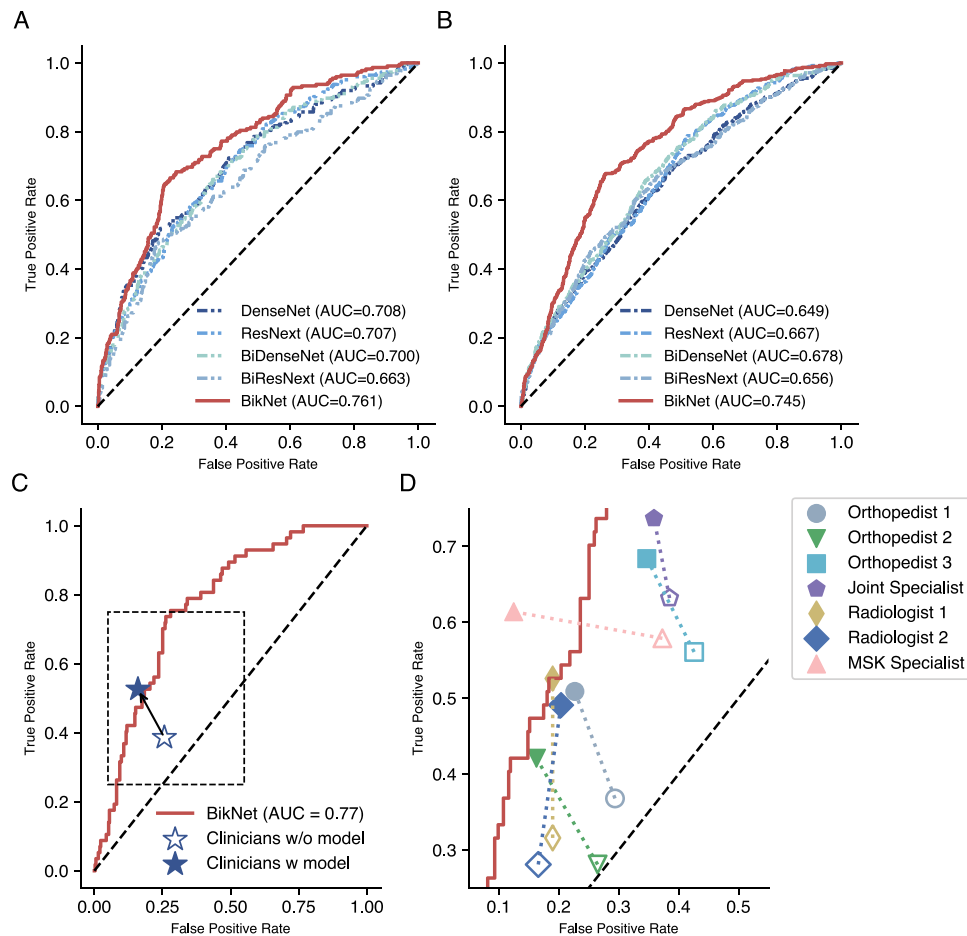 A
1.0
0.8
0.6
0.4
0.2
0.0
True Positive Rate
DenseNet (AUC=0.708)
ResNext (AUC=0.707)
BiDenseNet (AUC=0.700)
BiResNext (AUC=0.663)
BikNet (AUC=0.761)
0.0 0.2 0.4 0.6 0.8 1.0
False Positive Rate
B
1.0
0.8
0.6
0.4
0.2
0.0
True Positive Rate
DenseNet (AUC=0.649)
ResNext (AUC=0.667)
BiDenseNet (AUC=0.678)
BiResNext (AUC=0.656)
BikNet (AUC=0.745)
0.0 0.2 0.4 0.6 0.8 1.0
False Positive Rate
C
1.0
0.8
0.6
0.4
0.2
0.0
True Positive Rate
BikNet (AUC = 0.77)
Clinicians w/o model
Clinicians w model
0.00 0.25 0.50 0.75 1.00
False Positive Rate
D
0.7
0.6
0.5
0.4
0.3
True Positive Rate
0.1 0.2 0.3 0.4 0.5
False Positive Rate
Orthopedist 1
Orthopedist 2
Orthopedist 3
Joint Specialist
Radiologist 1
Radiologist 2
MSK Specialist